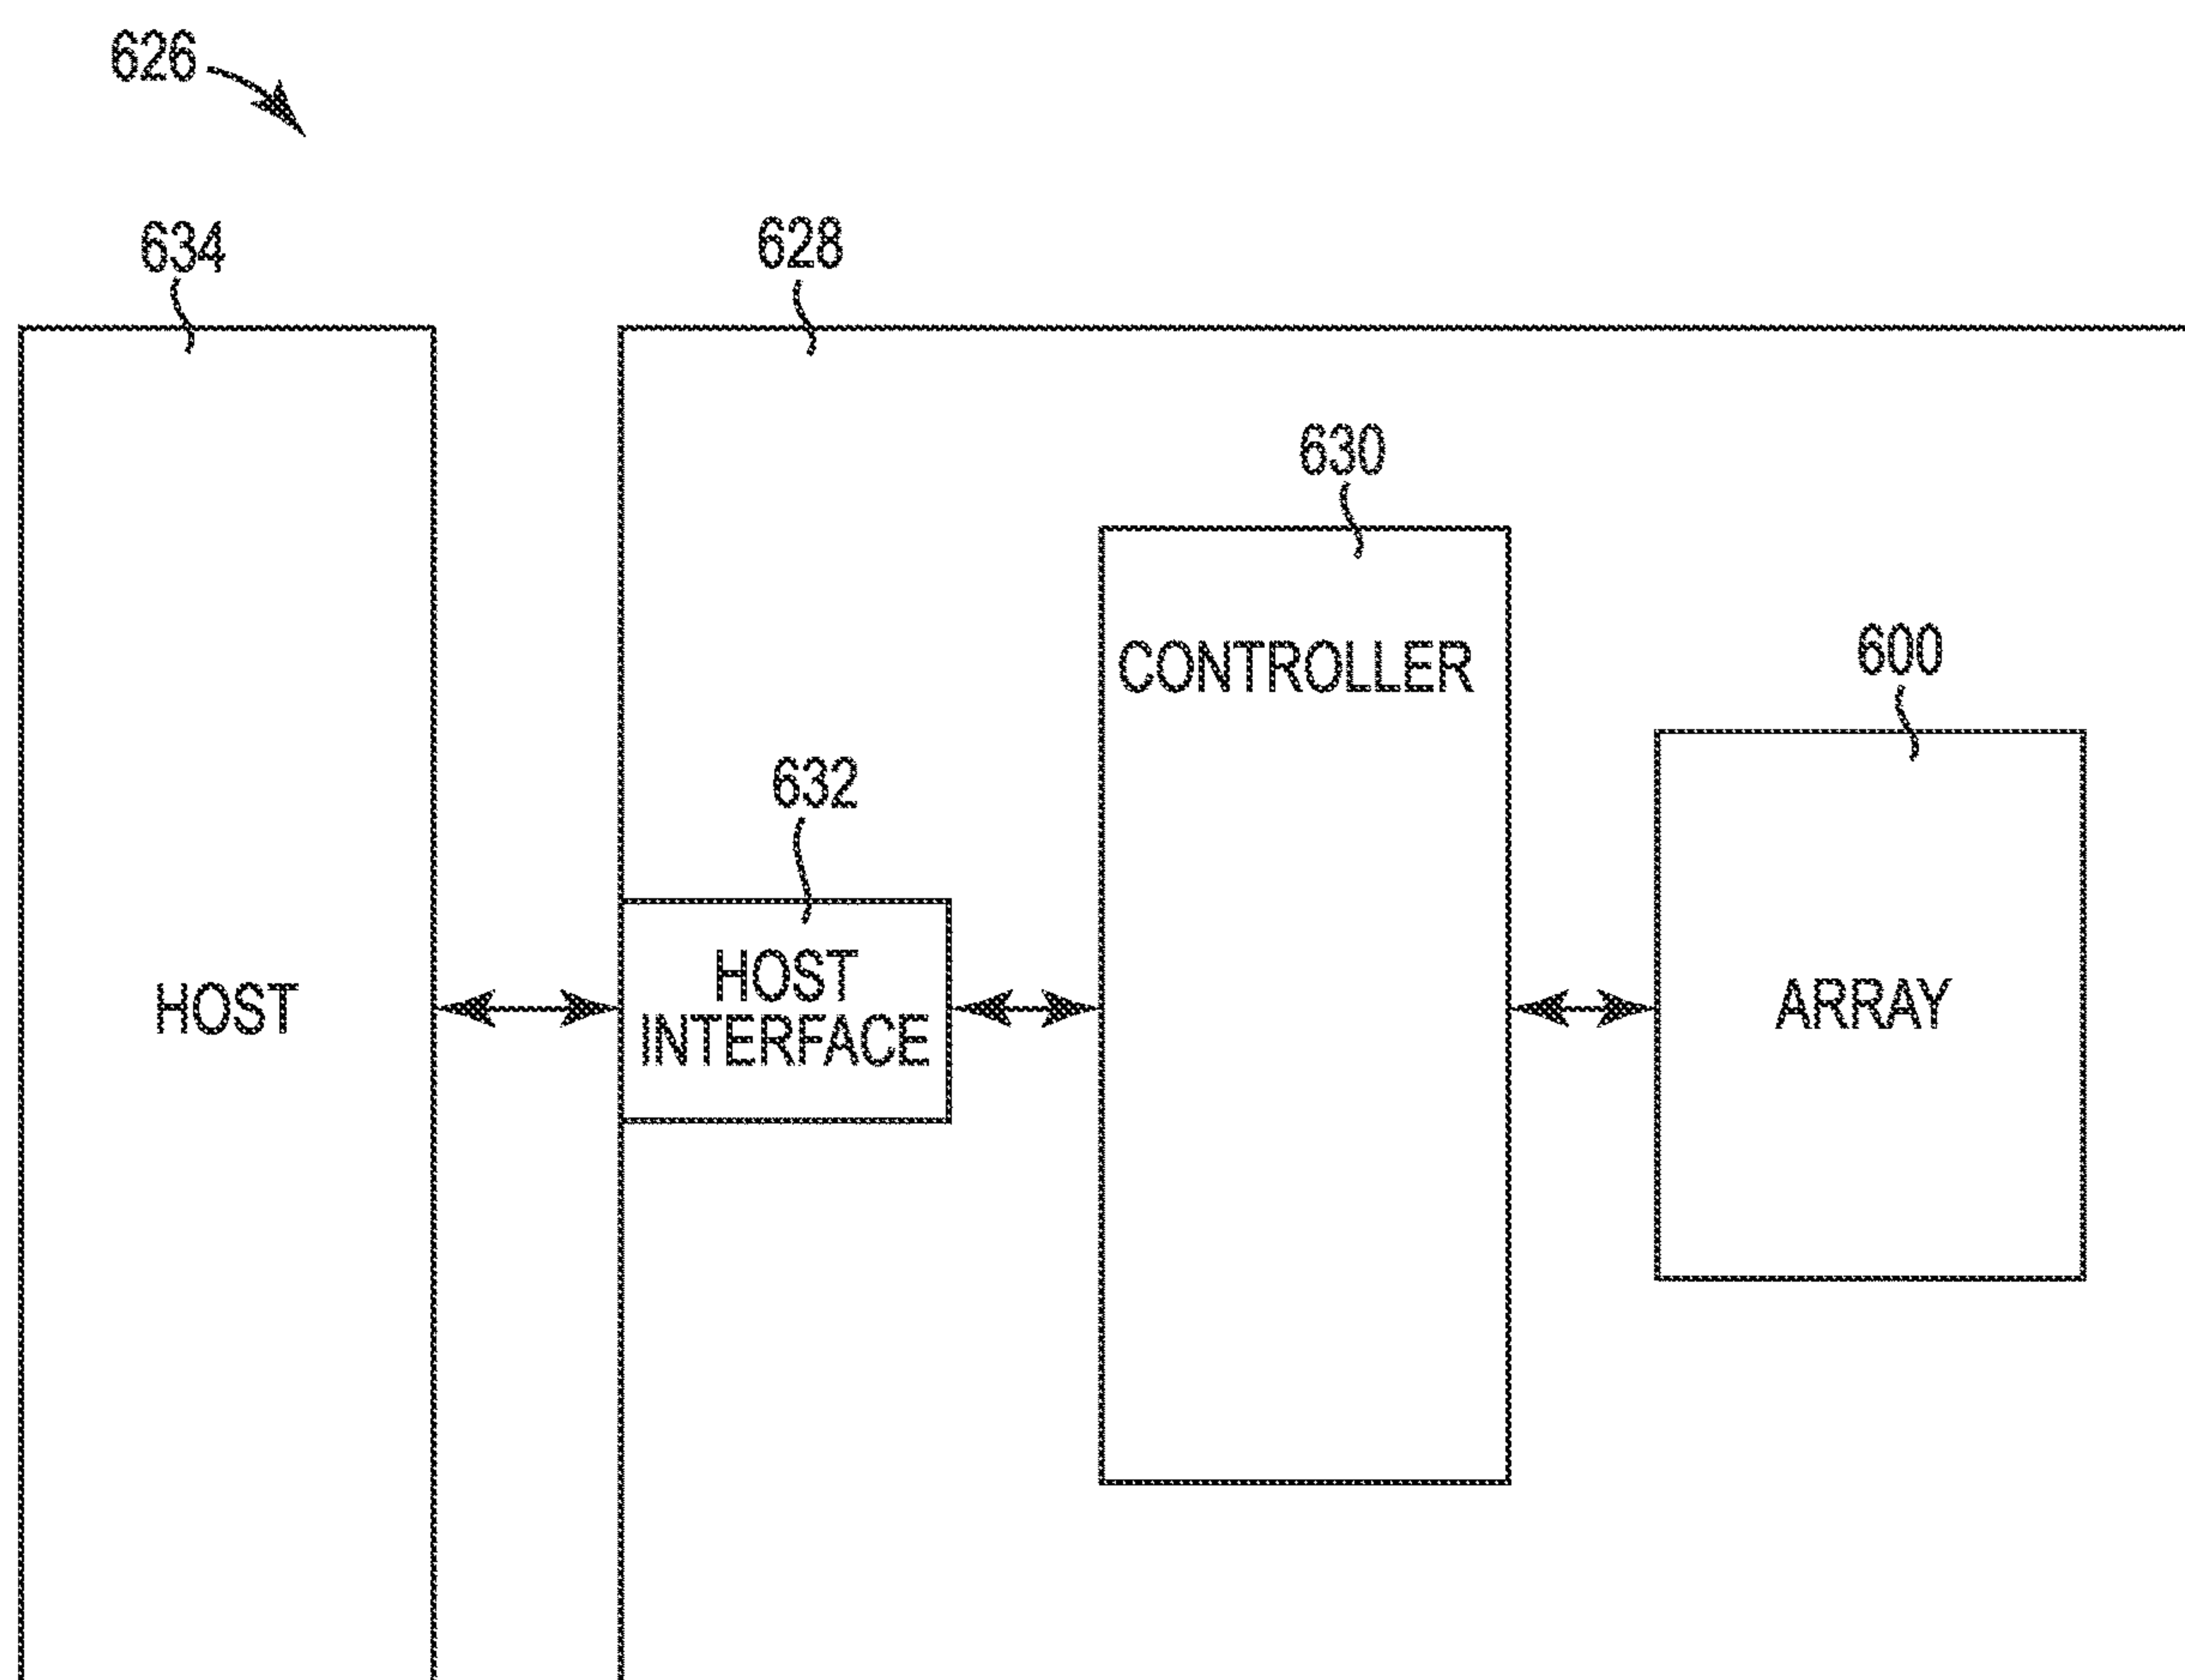 626
634
628
630
CONTROLLER
600
632
HOST
INTERFACE
HOST
ARRAY